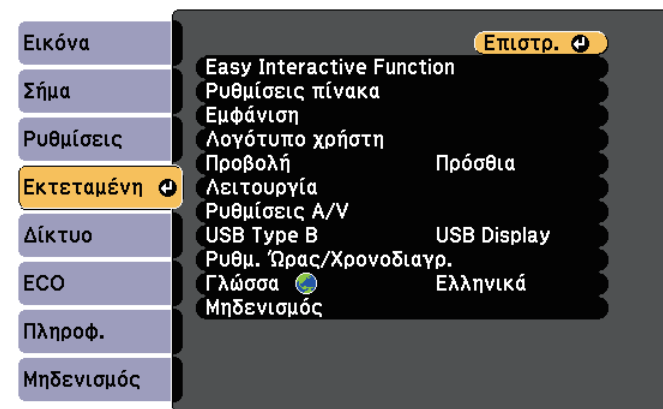 Εικόνα
Σήμα
Ρυθμίσεις
Εκτεταμένη
Δίκτυο
ECO
Πληροφ.
Μηδενισμός
Επιστρ.
Easy Interactive Function
Ρυθμίσεις πίνακα
Εμφάνιση
Λογότυπο χρήστη
Προβολή Πρόσθια
Λειτουργία
Ρυθμίσεις A/V
USB Type B USB Display
Ρυθμ. Ώρας/Χρονοδιαγρ.
Γλώσσα Ελληνικά
Μηδενισμός